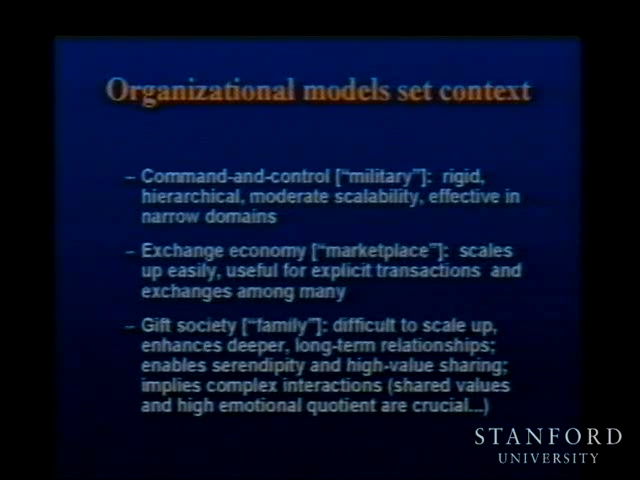 Organizational models set context
– Command-and-control ["military"]: rigid,
hierarchical, moderate scalability, effective in
narrow domains
– Exchange economy ["marketplace"]: scales
up easily, useful for explicit transactions and
exchanges among many
– Gift society ["family"]: difficult to scale up,
enhances deeper, long-term relationships;
enables serendipity and high-value sharing;
implies complex interactions (shared values
and high emotional quotient are crucial...)
STANFORD
UNIVERSITY